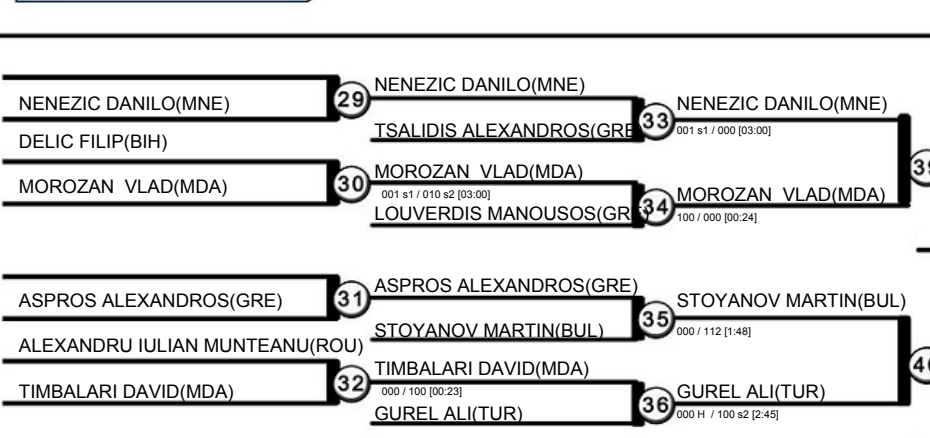 NENEZIC DANILO(MNE)
29
NENEZIC DANILO(MNE)
TSALIDIS ALEXANDROS(GRE
33
NENEZIC DANILO(MNE)
001 s1 / 000 [03:00]
DELIC FILIP(BIH)
MOROZAN VLAD(MDA)
30
MOROZAN VLAD(MDA)
001 s1 / 010 s2 [03:00]
LOUVERDIS MANOUSOS(GRE)
34
MOROZAN VLAD(MDA)
100 / 000 [00:24]
39
ASPROS ALEXANDROS(GRE)
31
ASPROS ALEXANDROS(GRE)
STOYANOV MARTIN(BUL)
35
STOYANOV MARTIN(BUL)
000 / 112 [1:48]
ALEXANDRU IULIAN MUNTEANU(ROU)
TIMBALARI DAVID(MDA)
32
TIMBALARI DAVID(MDA)
000 / 100 [00:23]
GUREL ALI(TUR)
36
GUREL ALI(TUR)
000 H / 100 s2 [2:45]
40